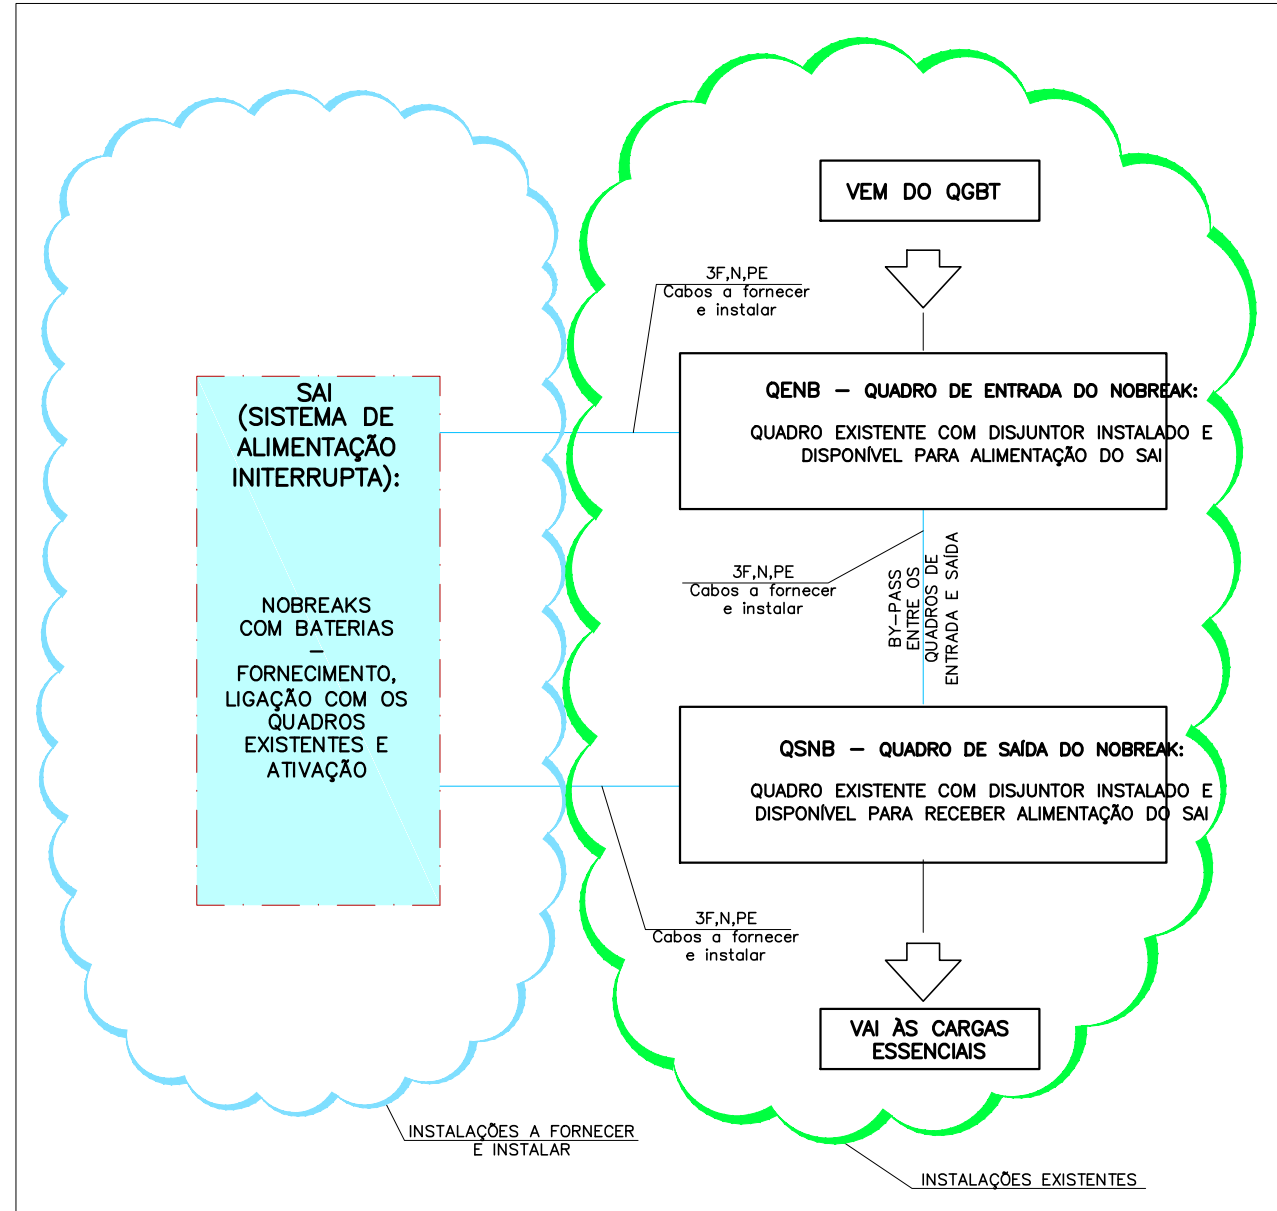 VEM DO QGBT
3F,N,PE
Cabos a fornecer
e instalar
SAI
(SISTEMA DE
ALIMENTAÇÃO
INITERRUPTA):
NOBREAKS
COM BATERIAS
–
FORNECIMENTO,
LIGAÇÃO COM OS
QUADROS
EXISTENTES E
ATIVAÇÃO
QENB – QUADRO DE ENTRADA DO NOBREAK:
QUADRO EXISTENTE COM DISJUNTOR INSTALADO E
DISPONÍVEL PARA ALIMENTAÇÃO DO SAI
3F,N,PE
Cabos a fornecer
e instalar
BY-PASS
ENTRE OS
QUADROS DE
ENTRADA E SAÍDA
QSNB – QUADRO DE SAÍDA DO NOBREAK:
QUADRO EXISTENTE COM DISJUNTOR INSTALADO E
DISPONÍVEL PARA RECEBER ALIMENTAÇÃO DO SAI
3F,N,PE
Cabos a fornecer
e instalar
VAI ÀS CARGAS
ESSENCIAIS
INSTALAÇÕES A FORNECER
E INSTALAR
INSTALAÇÕES EXISTENTES